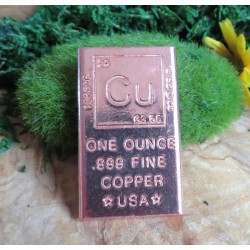 Cu
63.55
ONE OUNCE
.999 FINE
COPPER
★USA★